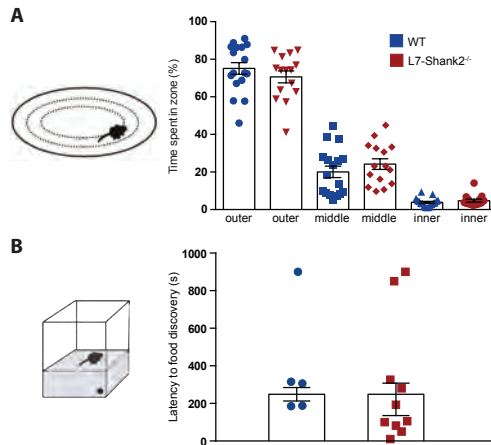 A
Time spent in zone (%)
100
80
60
40
20
0
WT
L7-Shank2-/-
outer outer middle middle inner inner
B
Latency to food discovery (s)
1000
800
600
400
200
0